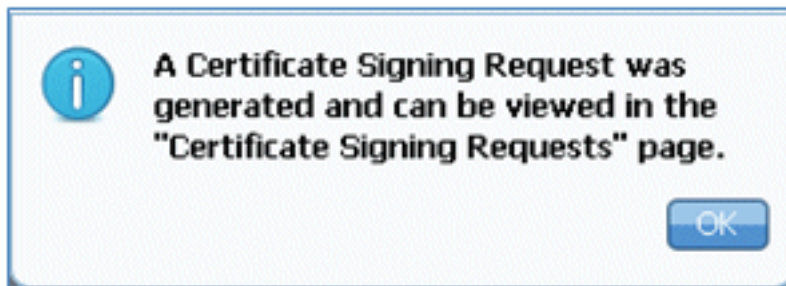 A Certificate Signing Request was
generated and can be viewed in the
"Certificate Signing Requests" page.
OK